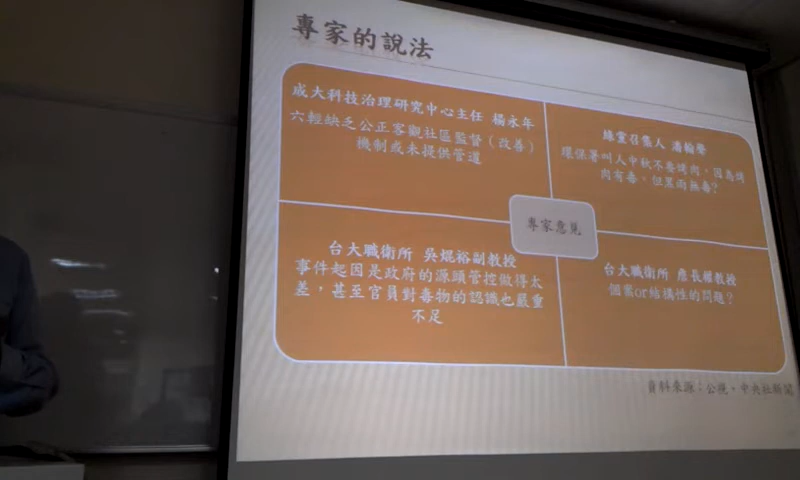 專家的說法
成大科技治理研究中心主任 楊永年
六輕缺乏公正客觀社區監督（改善）
機制或未提供管道
綠黨召集人 潘翰聲
環保署叫人中秋不要烤肉，因為烤
肉有毒，但黑雨無毒?
專家意見
台大職衛所 吳焜裕副教授
事件起因是政府的源頭管控做得太
差，甚至官員對毒物的認識也嚴重
不足
台大職衛所 詹長權教授
個案or結構性的問題？
資料來源：公視、中央社新聞